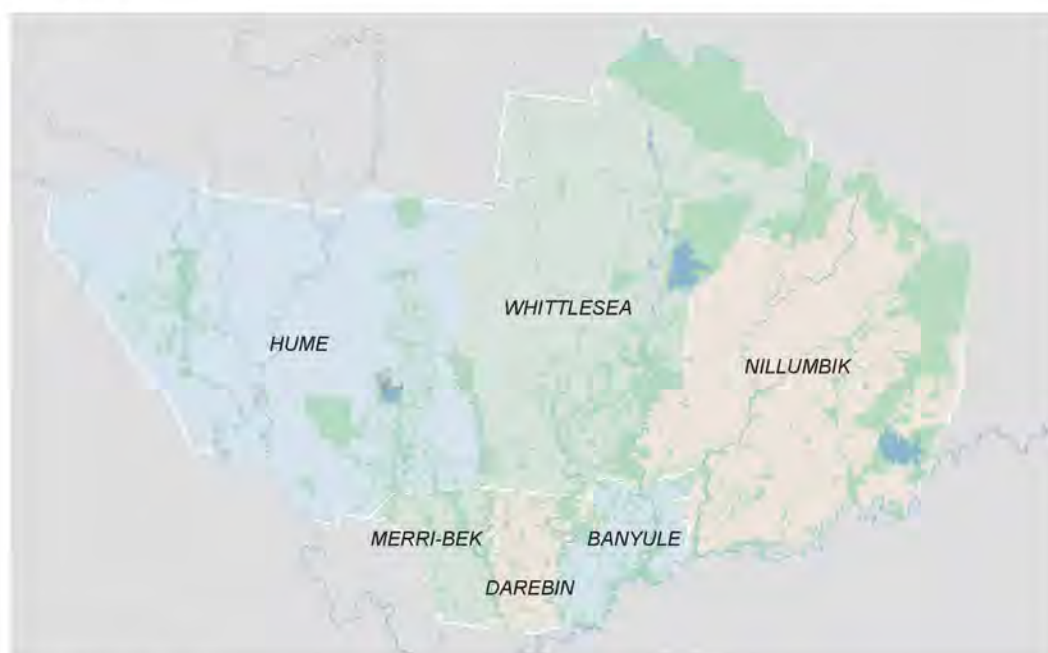 WHITTLESEA
HUME
NILLUMBIK
MERRI-BEK
BANYULE
DAREBIN